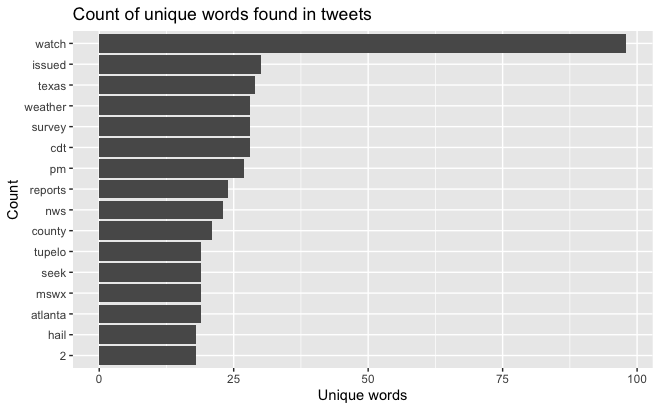 Count of unique words found in tweets
watch
issued
texas
weather
survey
cdt
pm
reports
nws
county
tupelo
seek
mswx
atlanta
hail
2
Count
0 25 50 75 100
Unique words